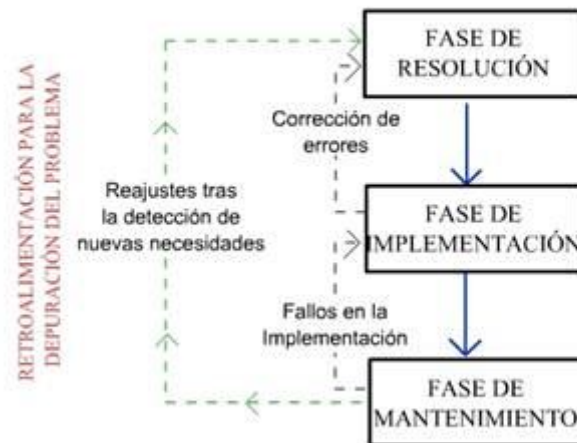 RETROALIMENTACIÓN PARA LA
DEPURACIÓN DEL PROBLEMA
FASE DE
RESOLUCIÓN
Corrección de
errores
Reajustes tras
la detección de
nuevas necesidades
FASE DE
IMPLEMENTACIÓN
Fallos en la
Implementación
FASE DE
MANTENIMIENTO